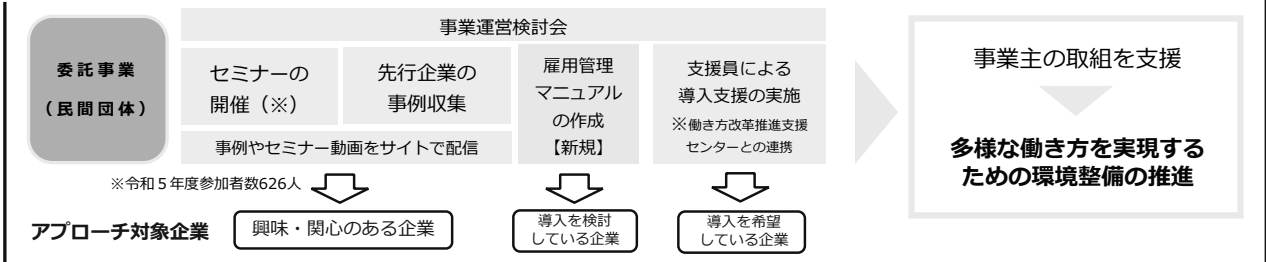 委託事業
（民間団体）
事業運営検討会
セミナーの
開催（※）
先行企業の
事例収集
事例やセミナー動画をサイトで配信
雇用管理
マニュアル
の作成
【新規】
支援員による
導入支援の実施
※働き方改革推進支援
センターとの連携
※令和５年度参加者数626人
アプローチ対象企業
興味・関心のある企業
導入を検討
している企業
導入を希望
している企業
事業主の取組を支援
多様な働き方を実現する
ための環境整備の推進